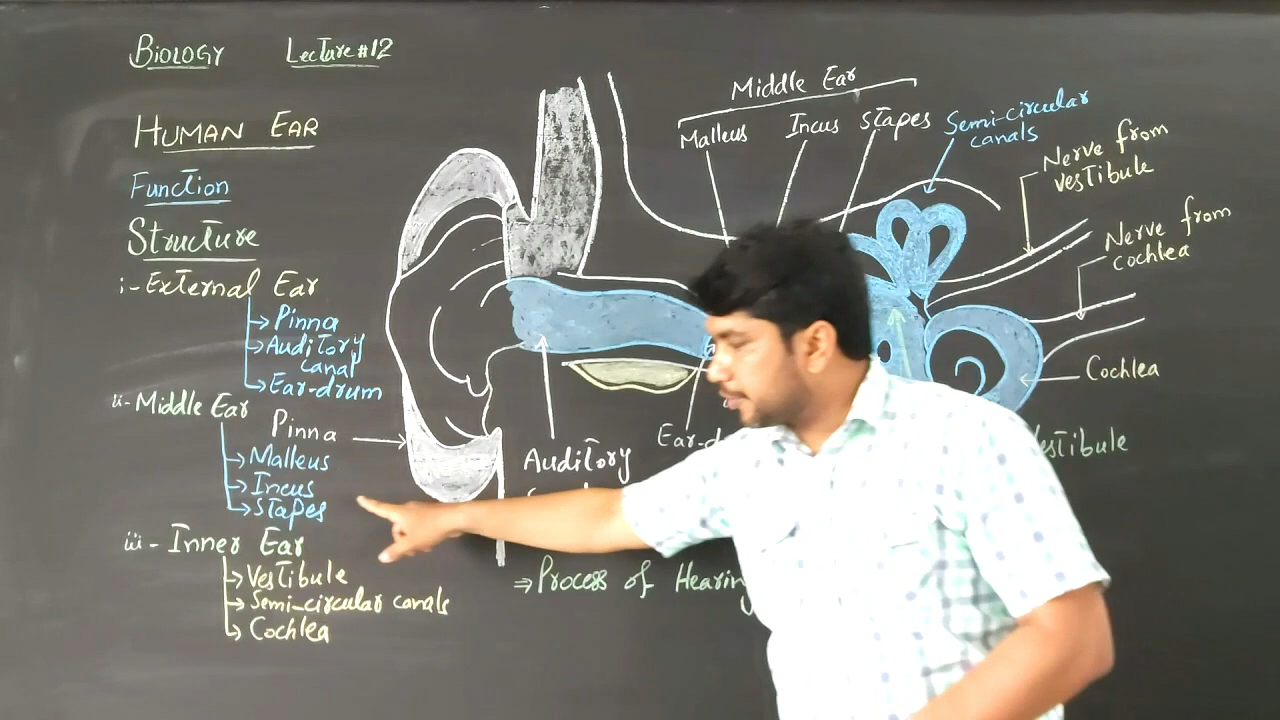 BIOLOGY Lecture #12
HUMAN EAR
Function
Structure
i:- External Ear
→ Pinna
→ Auditory
canal
→ Ear-drum
ii- Middle Ear
→ Malleus
→ Incus
→ Stapes
iii - Inner Ear
→ Vestibule
→ Semi-circular canals
→ Cochlea
Middle Ear
Malleus Incus Stapes
Semi-circular
canals
Nerve from
vestibule
Nerve from
cochlea
Cochlea
Vestibule
Pinna
Auditory
⇒ Process of Hearing